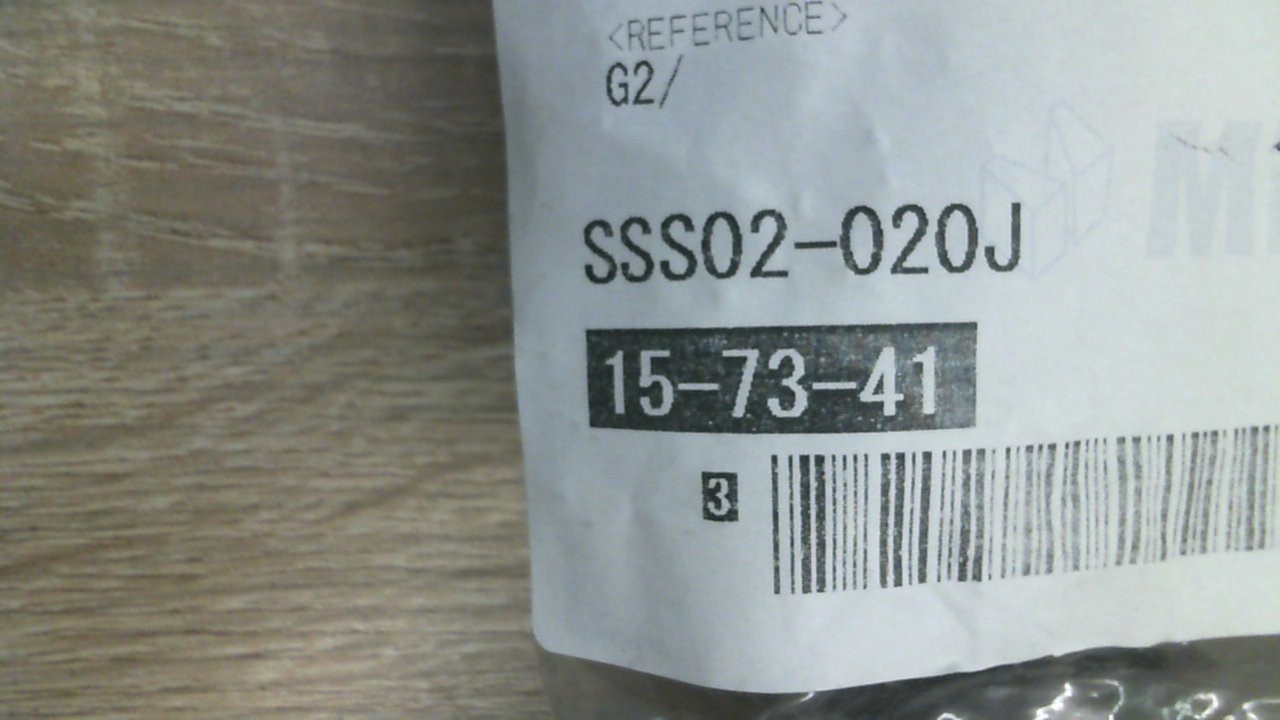 <REFERENCE>
G2/
SSS02-020J
15-73-41
3